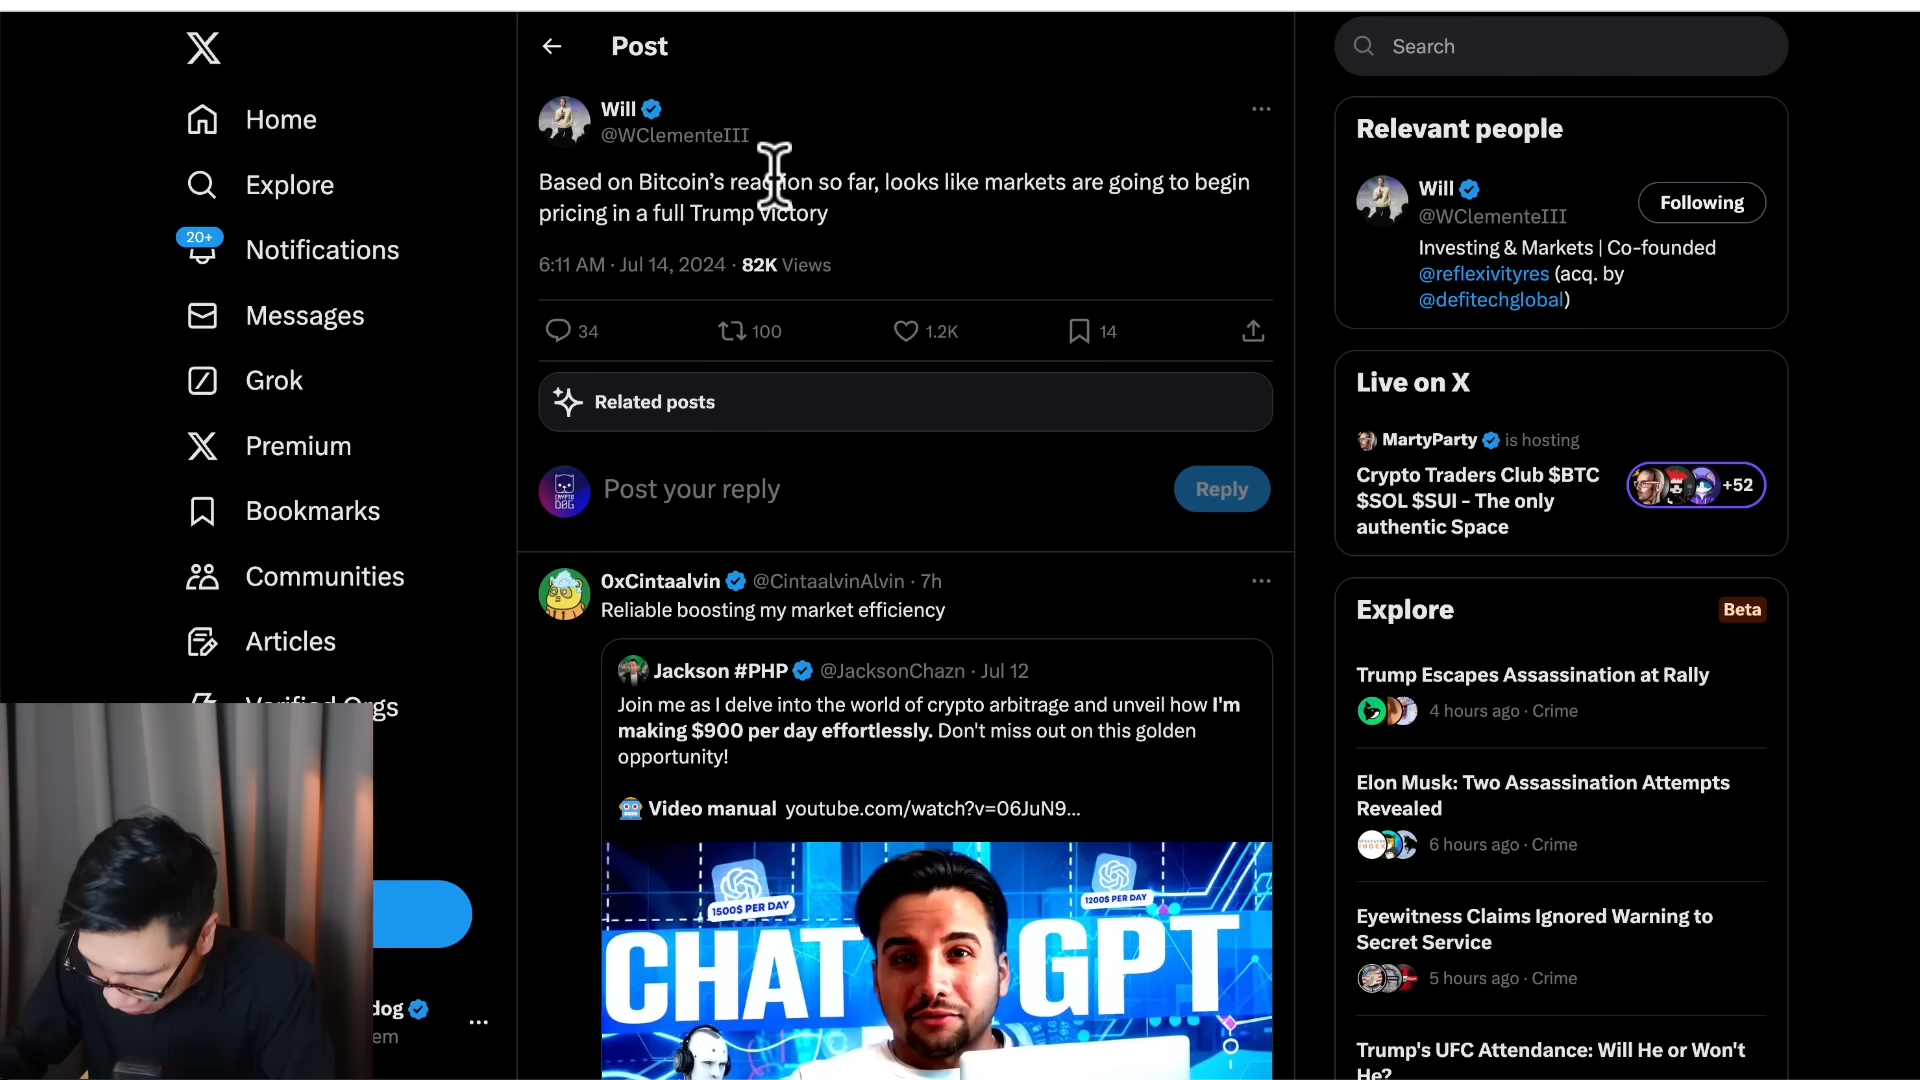 Home
Explore
20+
Notifications
Messages
Grok
Premium
Bookmarks
Communities
Articles
dog
em
Post
Will
@WClementeIII
Based on Bitcoin’s reaction so far, looks like markets are going to begin
pricing in a full Trump victory
6:11 AM · Jul 14, 2024 · 82K Views
34
100
1.2K
14
Related posts
CRYPTO
DOG
Post your reply
Reply
0xCintaalvin @CintaalvinAlvin · 7h
Reliable boosting my market efficiency
Jackson #PHP @JacksonChazn · Jul 12
Join me as I delve into the world of crypto arbitrage and unveil how I'm
making $900 per day effortlessly. Don't miss out on this golden
opportunity!
Video manual youtube.com/watch?v=06JuN9...
1500$ PER DAY
1200$ PER DAY
CHAT GPT
Search
Relevant people
Will
@WClementeIII
Following
Investing & Markets | Co-founded
@reflexivityres (acq. by
@defitechglobal)
Live on X
MartyParty is hosting
Crypto Traders Club $BTC
$SOL $SUI - The only
authentic Space
+52
Explore
Beta
Trump Escapes Assassination at Rally
4 hours ago · Crime
Elon Musk: Two Assassination Attempts
Revealed
6 hours ago · Crime
Eyewitness Claims Ignored Warning to
Secret Service
5 hours ago · Crime
Trump's UFC Attendance: Will He or Won't
He?